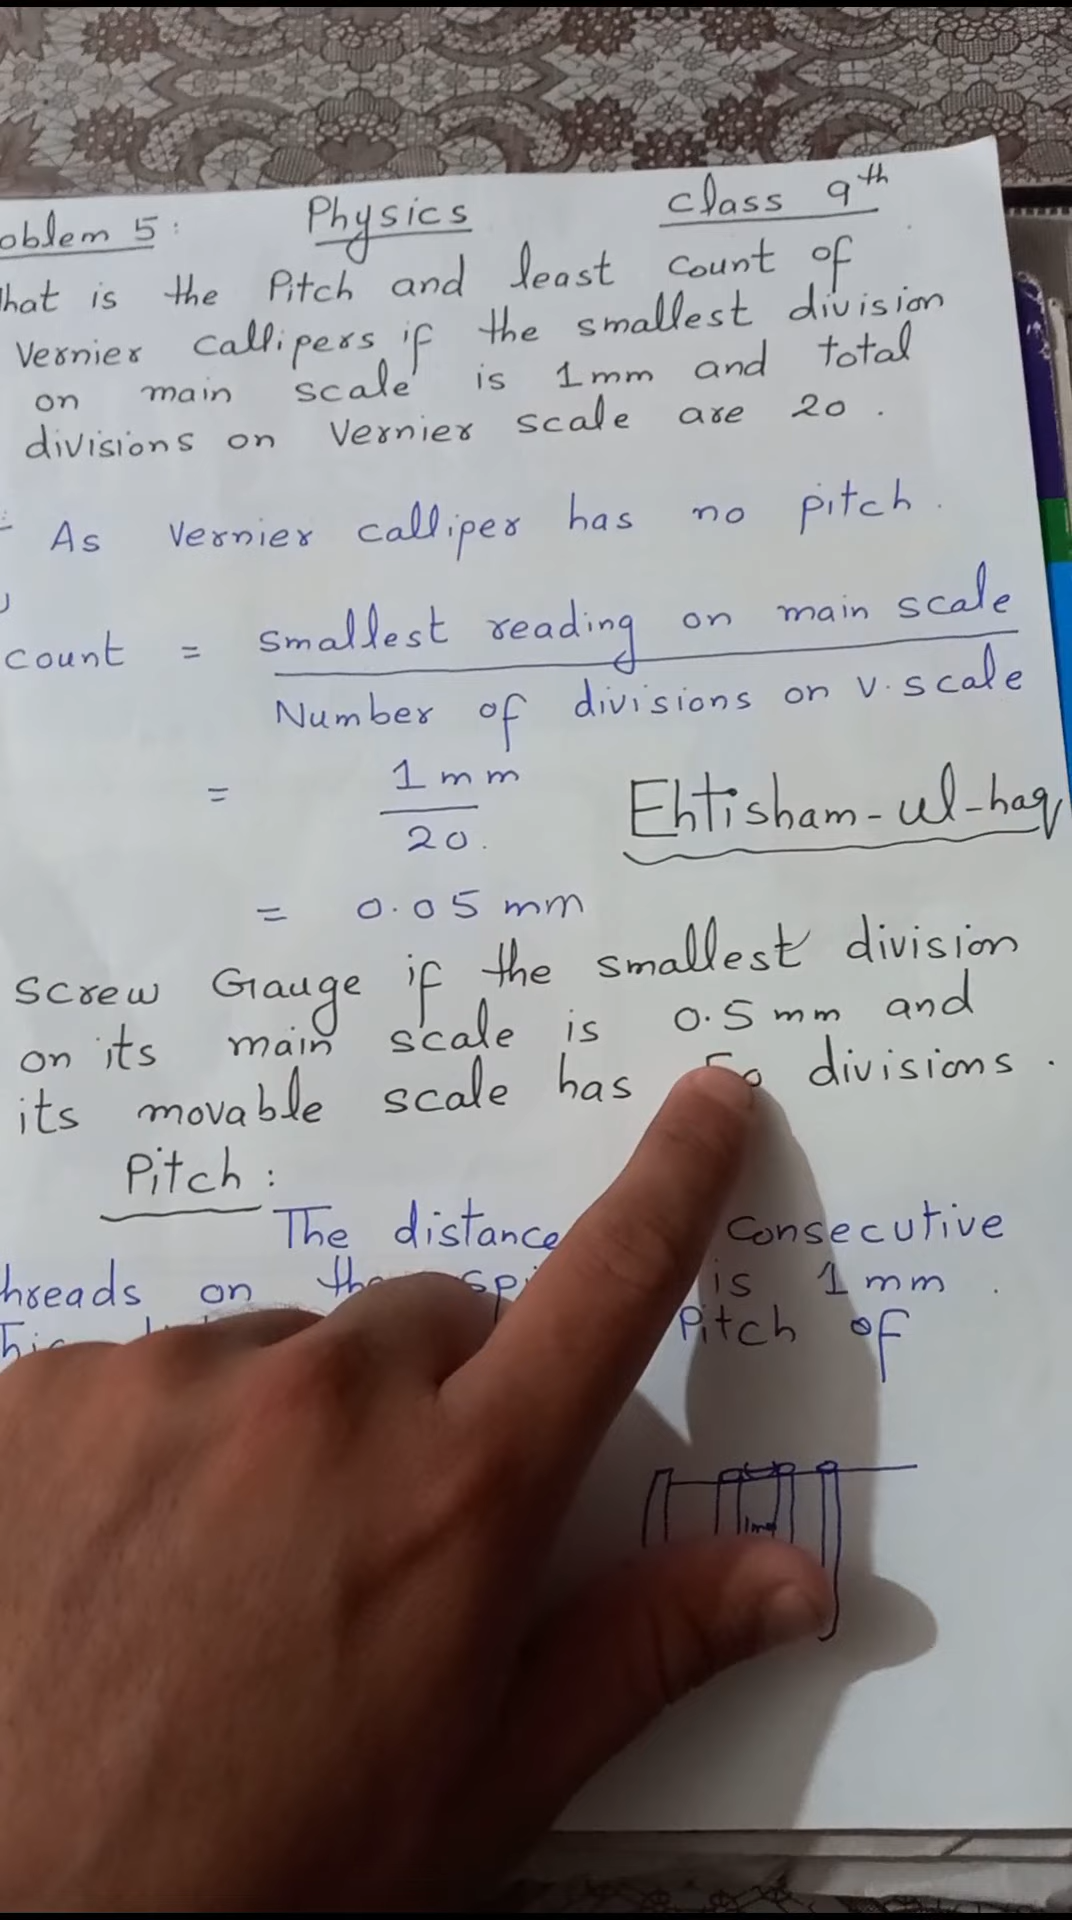 oblem 5: Physics class 9th
hat is the Pitch and least count of
Vernier callipers if the smallest division
on main scale is 1mm and total
divisions on Vernier scale are 20.
As Vernier calliper has no pitch.
count = smallest reading on main scale
Number of divisions on V.scale
= 1mm
20.
Ehtisham-ul-haq
= 0.05 mm
Screw Gauge if the smallest division
on its main scale is 0.5mm and
its movable scale has 50 divisions.
Pitch:
The distance consecutive
hreads on the is 1mm.
Pitch of